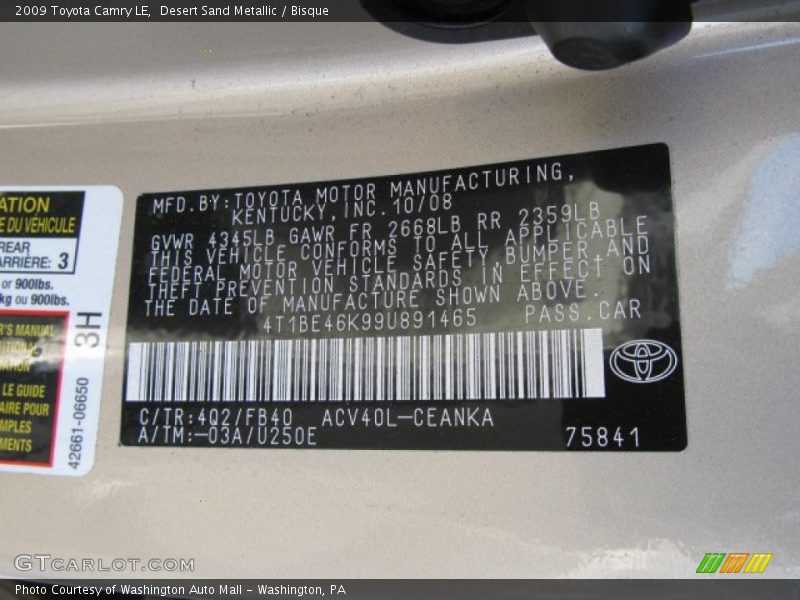 2009 Toyota Camry LE, Desert Sand Metallic / Bisque
ATION
DU VÉHICULE
REAR
ARRIÈRE: 3
or 900lbs.
kg ou 900lbs.
R'S MANUAL
LE GUIDE
AIRE POUR
MPLES
MENTS
42661-06650
3H
MFD.BY:TOYOTA MOTOR MANUFACTURING,
KENTUCKY,INC.10/08
GVWR 4345LB GAWR FR 2668LB RR 2359LB
THIS VEHICLE CONFORMS TO ALL APPLICABLE
FEDERAL MOTOR VEHICLE SAFETY,BUMPER,AND
THEFT PREVENTION STANDARDS IN EFFECT ON
THE DATE OF MANUFACTURE SHOWN ABOVE.
4T1BE46K99U891465 PASS.CAR
C/TR:4Q2/FB40 ACV40L-CEANKA
A/TM:-03A/U250E 75841
GTCARLOT.COM
Photo Courtesy of Washington Auto Mall - Washington, PA